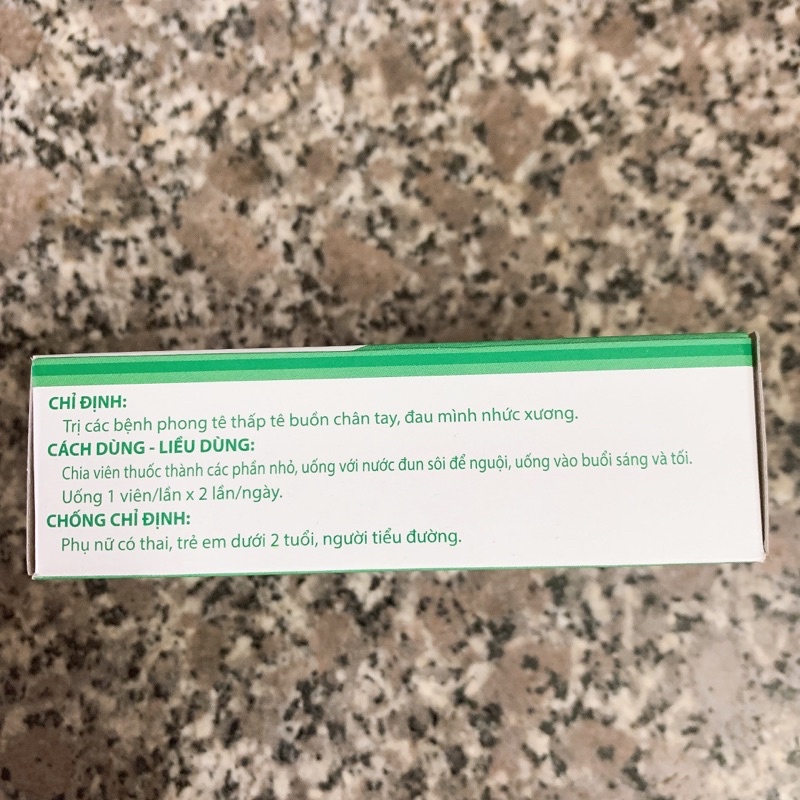 CHỈ ĐỊNH:
Trị các bệnh phong tê thấp tê buồn chân tay, đau mình nhức xương.
CÁCH DÙNG - LIỀU DÙNG:
Chia viên thuốc thành các phần nhỏ, uống với nước đun sôi để nguội, uống vào buổi sáng và tối.
Uống 1 viên/lần x 2 lần/ngày.
CHỐNG CHỈ ĐỊNH:
Phụ nữ có thai, trẻ em dưới 2 tuổi, người tiểu đường.